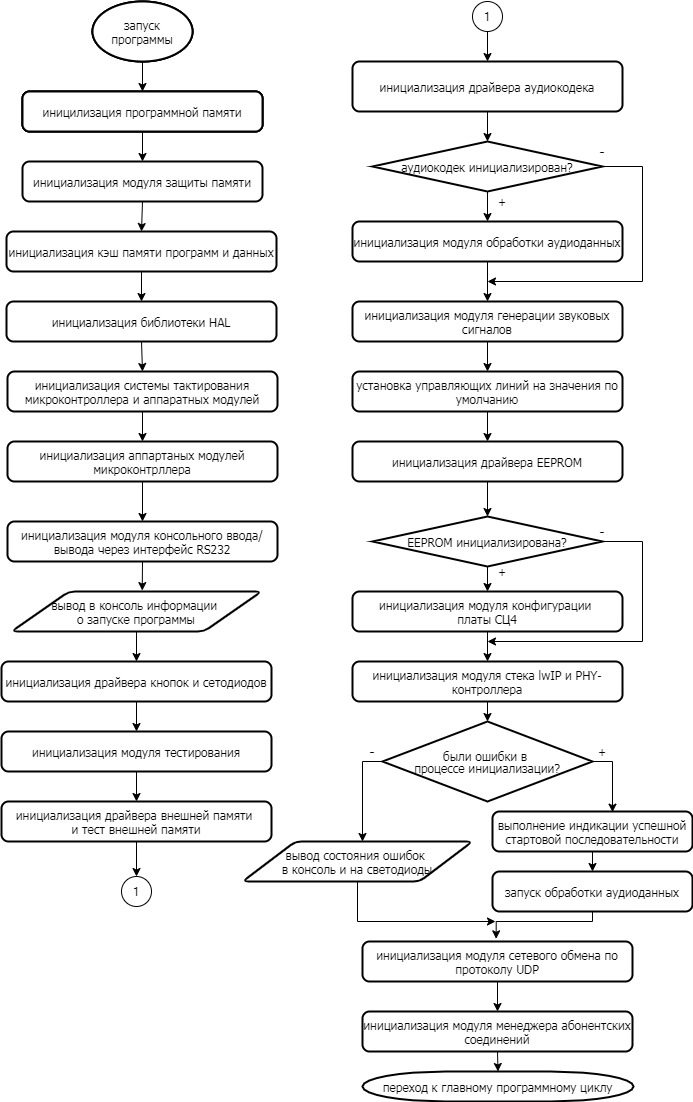 запуск
программы
иницилизация программной памяти
инициализация модуля защиты памяти
инициализация кэш памяти программ и данных
инициализация библиотеки HAL
инициализация системы тактирования
микроконтроллера и аппаратных модулей
инициализация аппартаных модулей
микроконтрллера
инициализация модуля консольного ввода/
вывода через интерфейс RS232
вывод в консоль информации
о запуске программы
инициализация драйвера кнопок и сетодиодов
инициализация модуля тестирования
инициализация драйвера внешней памяти
и тест внешней памяти
1
1
инициализация драйвера аудиокодека
аудиокодек инициализирован?
-
+
инициализация модуля обработки аудиоданных
инициализация модуля генерации звуковых
сигналов
установка управляющих линий на значения по
умолчанию
инициализация драйвера EEPROM
EEPROM инициализирована?
-
+
инициализация модуля конфигурации
платы СЦ4
инициализация модуля стека lwIP и PHY-
контроллера
были ошибки в
процессе инициализации?
-
+
вывод состояния ошибок
в консоль и на светодиоды
выполнение индикации успешной
стартовой последовательности
запуск обработки аудиоданных
инициализация модуля сетевого обмена по
протоколу UDP
инициализация модуля менеджера абонентских
соединений
переход к главному программному циклу